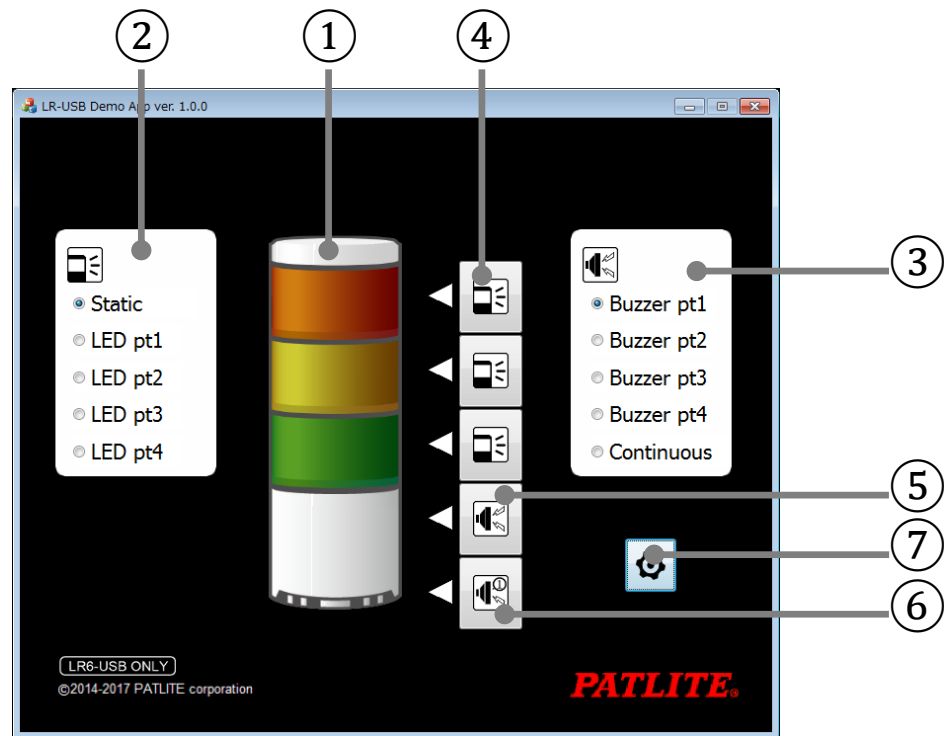 ② ① ④
LR-USB Demo App ver. 1.0.0
③
Static
LED pt1
LED pt2
LED pt3
LED pt4
Buzzer pt1
Buzzer pt2
Buzzer pt3
Buzzer pt4
Continuous
⑤
⑦
①
⑥
LR6-USB ONLY
©2014-2017 PATLITE corporation
PATLITE®